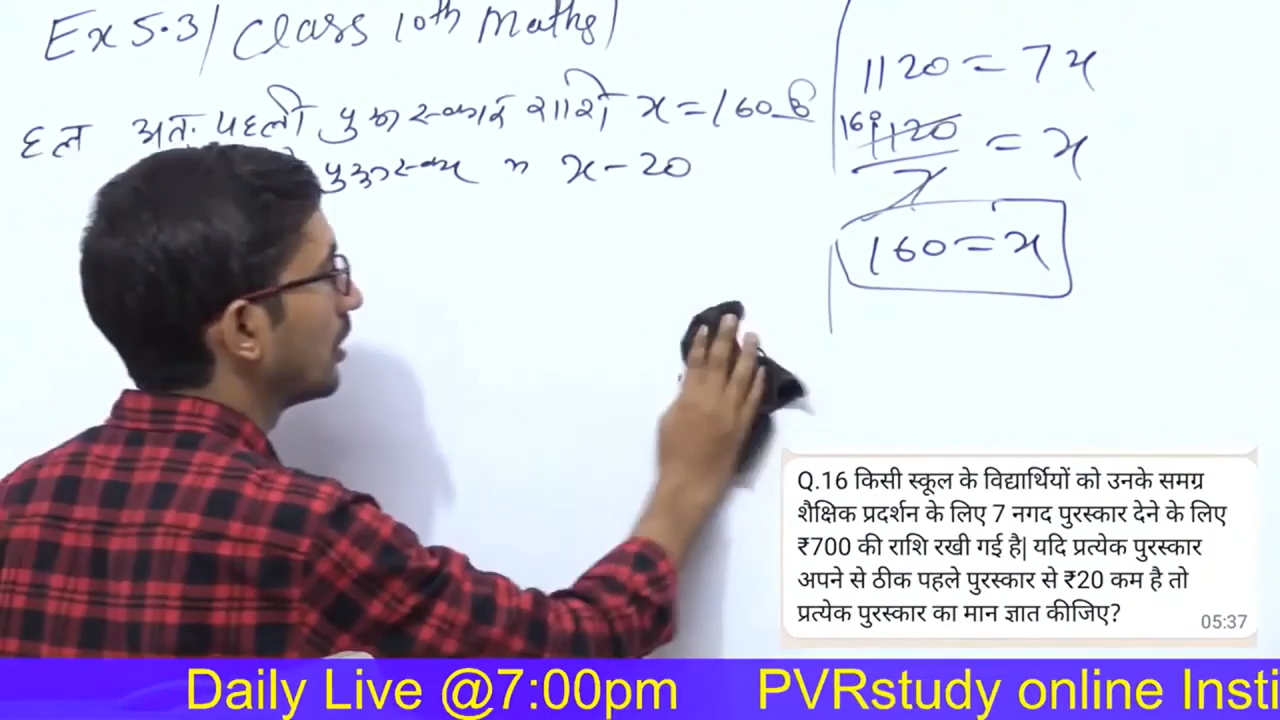 Ex 5.3/ Class 10th Maths/
हल अतः पहली पुरस्कार राशि x=160 रु
पुरस्कार " x-20
1120=7x
160
1120 = x
7
160=x
Q.16 किसी स्कूल के विद्यार्थियों को उनके समग्र
शैक्षिक प्रदर्शन के लिए 7 नगद पुरस्कार देने के लिए
₹700 की राशि रखी गई है| यदि प्रत्येक पुरस्कार
अपने से ठीक पहले पुरस्कार से ₹20 कम है तो
प्रत्येक पुरस्कार का मान ज्ञात कीजिए?
05:37
Daily Live @7:00pm PVRstudy online Insti